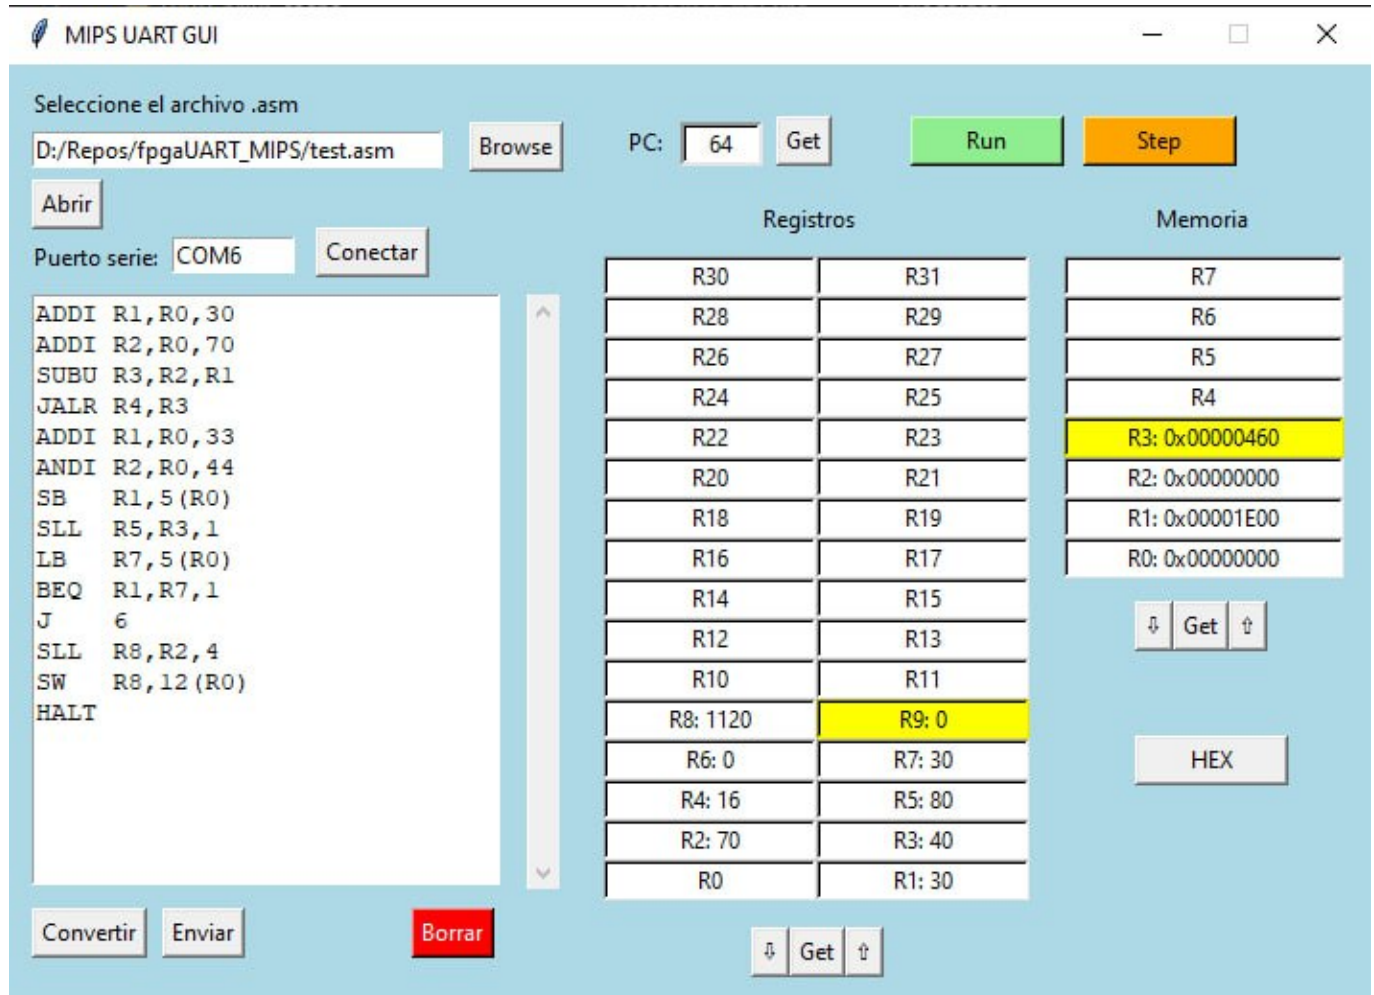 MIPS UART GUI
Seleccione el archivo .asm
D:/Repos/fpgaUART_MIPS/test.asm
Browse
PC: 64 Get
Run
Step
Abrir
Puerto serie: COM6 Conectar
ADDI R1,R0,30
ADDI R2,R0,70
SUBU R3,R2,R1
JALR R4,R3
ADDI R1,R0,33
ANDI R2,R0,44
SB R1,5(R0)
SLL R5,R3,1
LB R7,5(R0)
BEQ R1,R7,1
J 6
SLL R8,R2,4
SW R8,12(R0)
HALT
Convertir Enviar Borrar
Registros
R30 R31
R28 R29
R26 R27
R24 R25
R22 R23
R20 R21
R18 R19
R16 R17
R14 R15
R12 R13
R10 R11
R8: 1120 R9: 0
R6: 0 R7: 30
R4: 16 R5: 80
R2: 70 R3: 40
R0 R1: 30
⇩ Get ⇧
Memoria
R7
R6
R5
R4
R3: 0x00000460
R2: 0x00000000
R1: 0x00001E00
R0: 0x00000000
⇩ Get ⇧
HEX